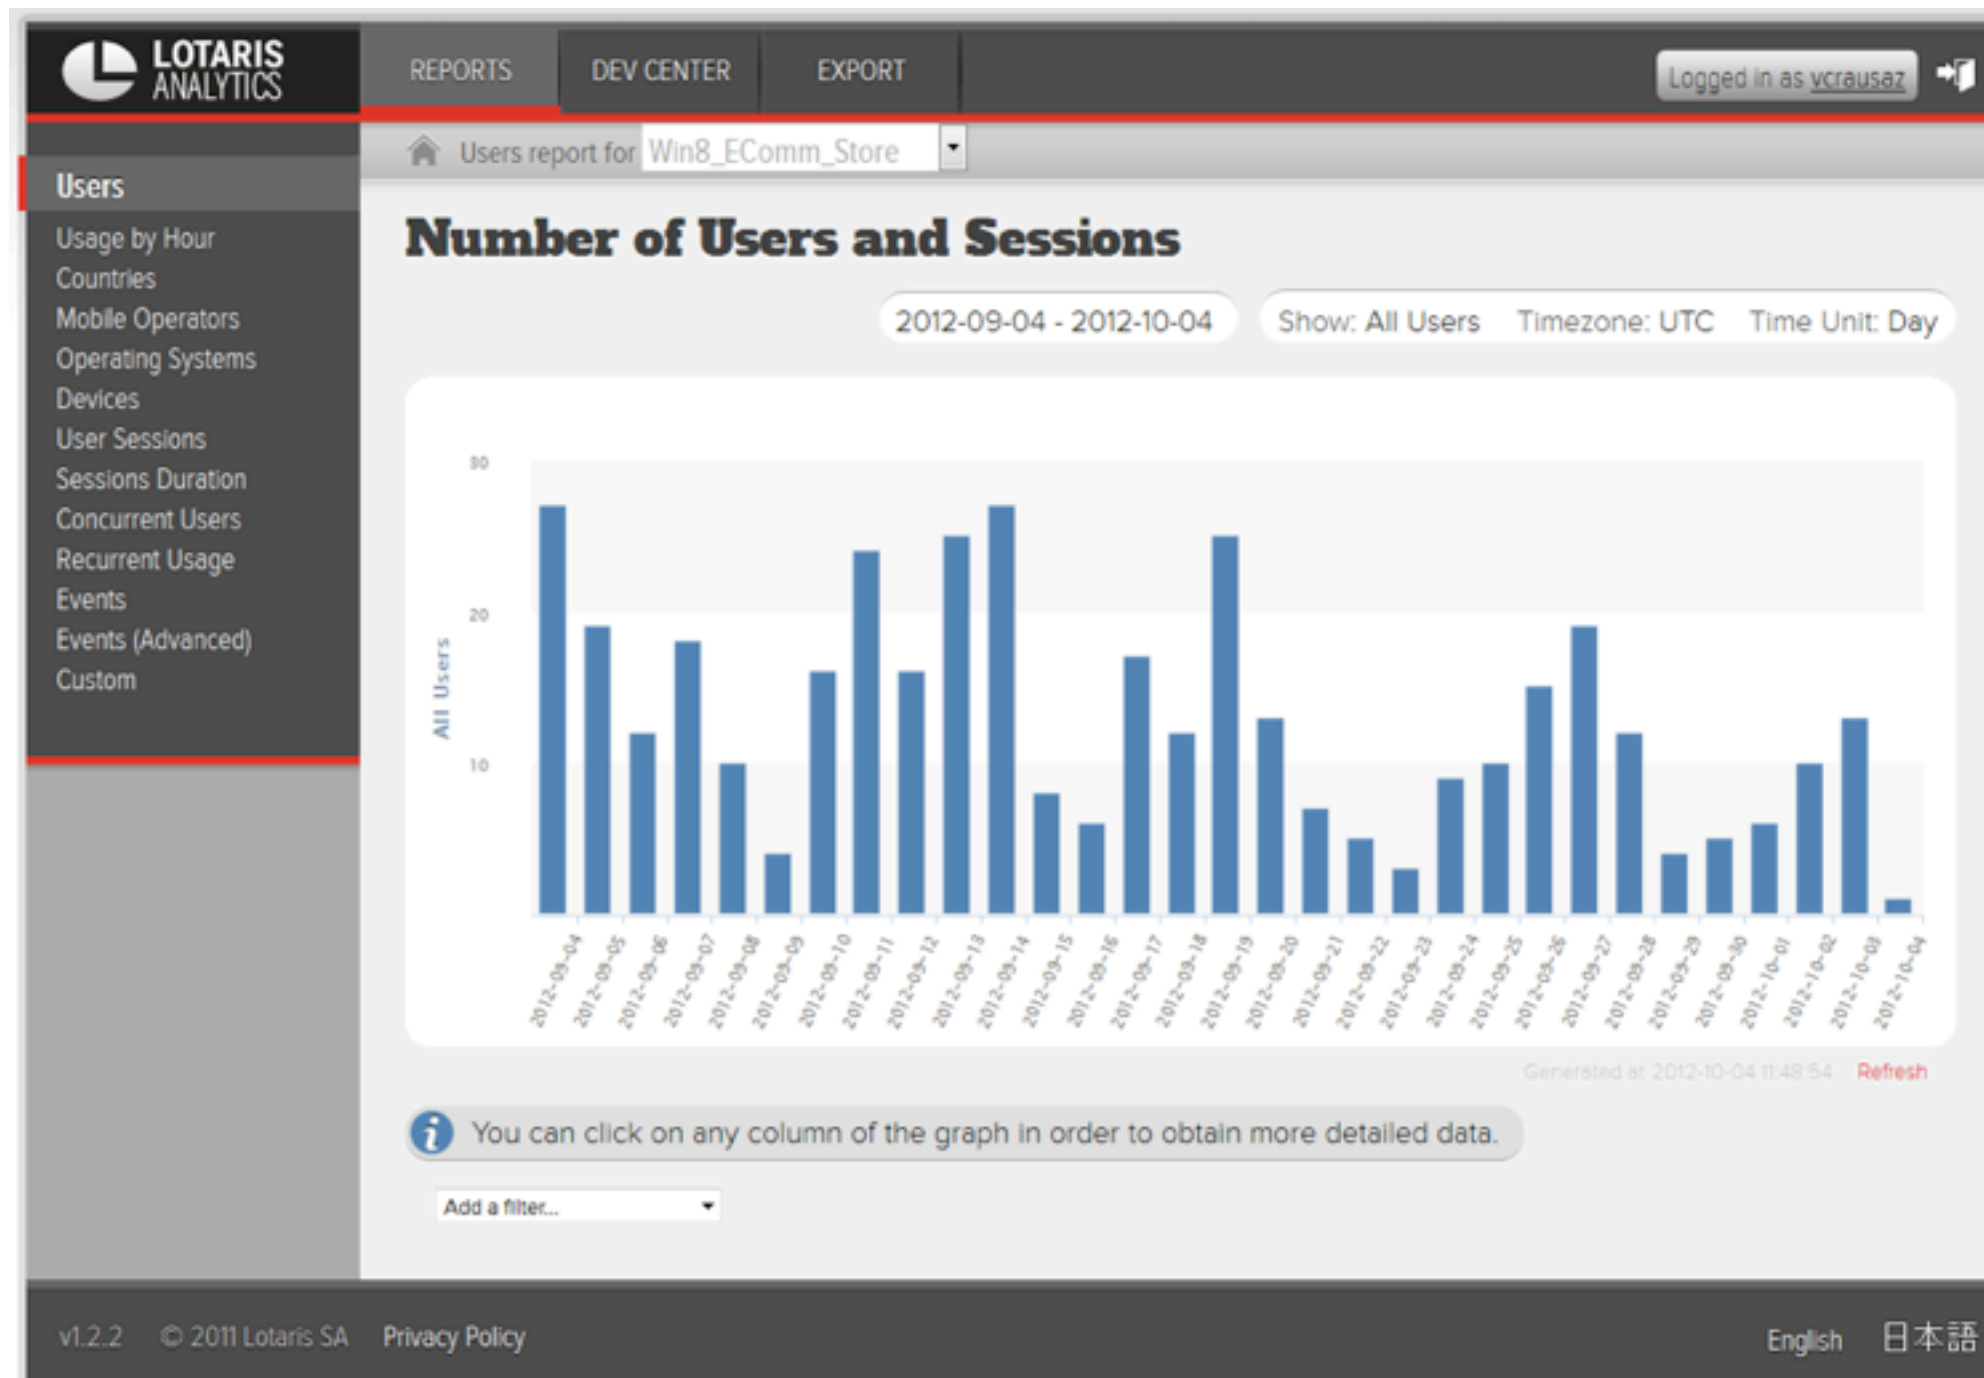 LOTARIS
ANALYTICS
REPORTS DEV CENTER EXPORT
Logged in as vcrausaz
Users report for Win8_EComm_Store
Users
Usage by Hour
Countries
Mobile Operators
Operating Systems
Devices
User Sessions
Sessions Duration
Concurrent Users
Recurrent Usage
Events
Events (Advanced)
Custom
Number of Users and Sessions
2012-09-04 - 2012-10-04 Show: All Users Timezone: UTC Time Unit: Day
30
20
10
All Users
2012-09-04 2012-09-05 2012-09-06 2012-09-07 2012-09-08 2012-09-09 2012-09-10 2012-09-11 2012-09-12 2012-09-13 2012-09-14 2012-09-15 2012-09-16 2012-09-17 2012-09-18 2012-09-19 2012-09-20 2012-09-21 2012-09-22 2012-09-23 2012-09-24 2012-09-25 2012-09-26 2012-09-27 2012-09-28 2012-09-29 2012-09-30 2012-10-01 2012-10-02 2012-10-03 2012-10-04
Generated at 2012-10-04 11:48:54 Refresh
You can click on any column of the graph in order to obtain more detailed data.
Add a filter...
v1.2.2 © 2011 Lotaris SA Privacy Policy
English 日本語